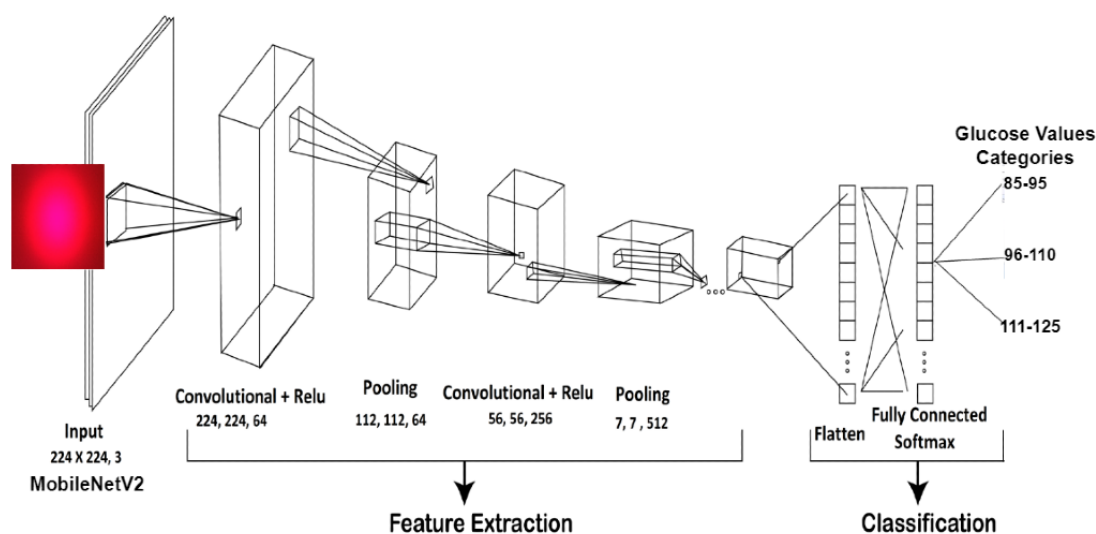 Glucose Values
Categories
85-95
96-110
111-125
Convolutional + Relu
224, 224, 64
Pooling
112, 112, 64
Convolutional + Relu
56, 56, 256
Pooling
7, 7 , 512
Input
224 X 224, 3
MobileNetV2
Flatten
Fully Connected
Softmax
Feature Extraction
Classification